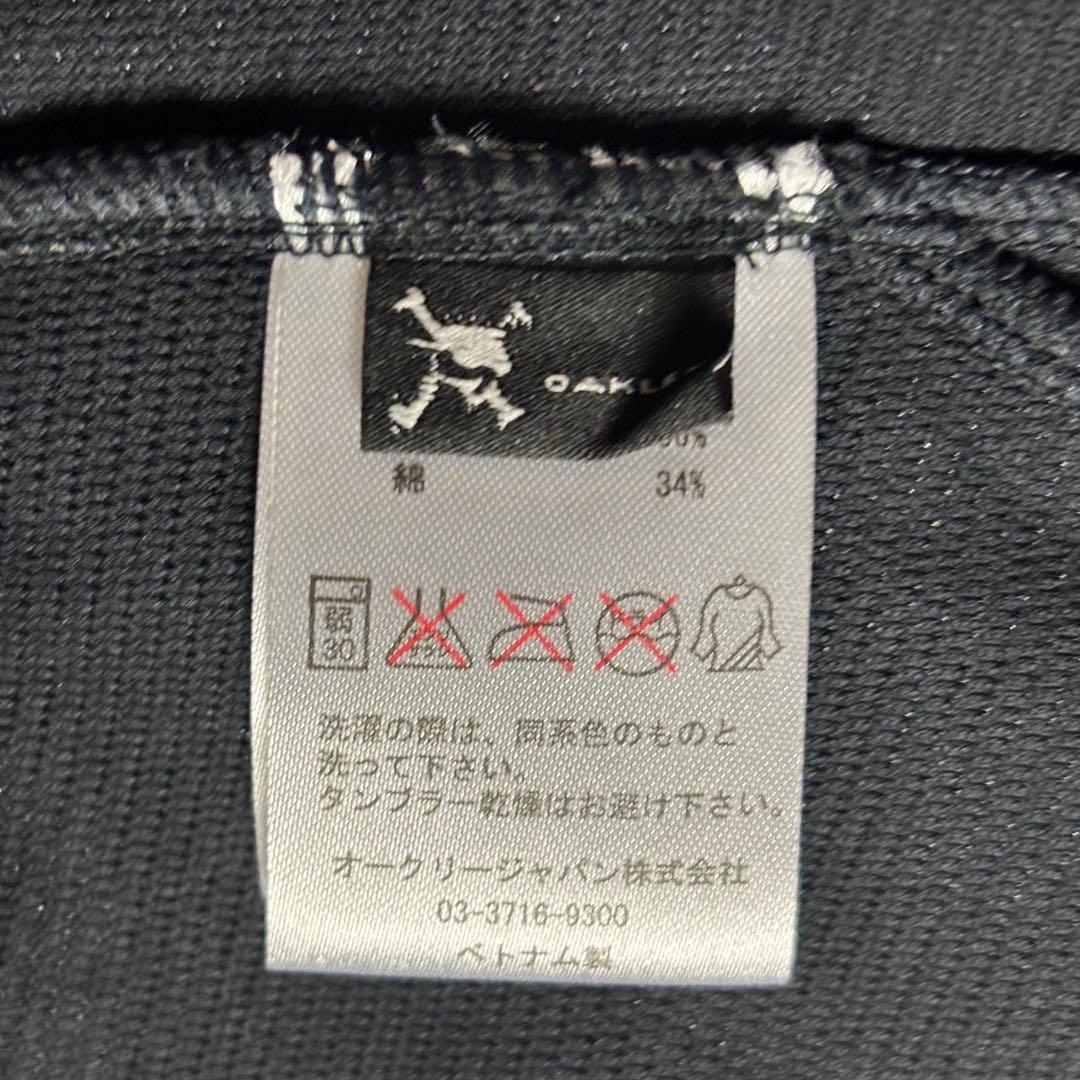 OAKL
綿 34%
弱
30
洗濯の際は、同系色のものと
洗って下さい。
タンブラー乾燥はお避け下さい。
オークリージャパン株式会社
03-3716-9300
ベトナム製